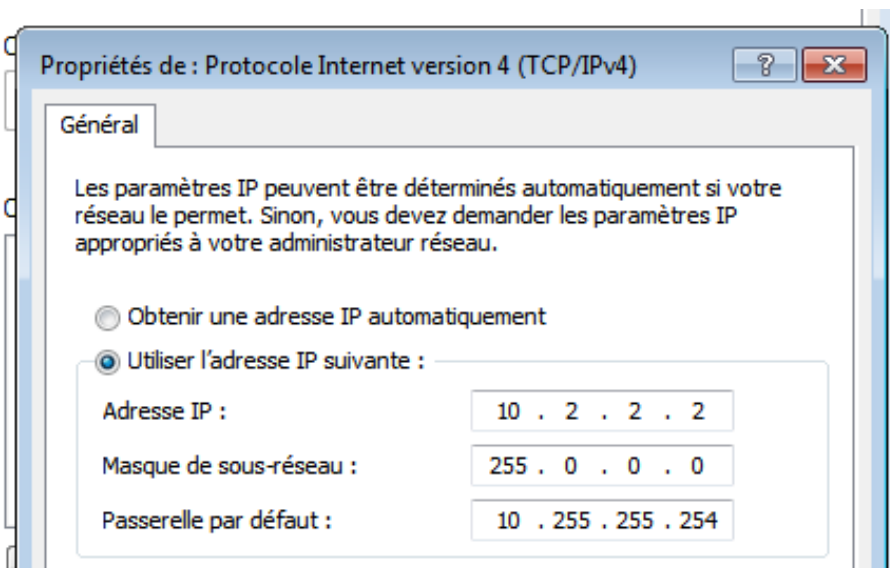 Propriétés de : Protocole Internet version 4 (TCP/IPv4)
Général
Les paramètres IP peuvent être déterminés automatiquement si votre
réseau le permet. Sinon, vous devez demander les paramètres IP
appropriés à votre administrateur réseau.
Obtenir une adresse IP automatiquement
Utiliser l'adresse IP suivante :
Adresse IP : 10 . 2 . 2 . 2
Masque de sous-réseau : 255 . 0 . 0 . 0
Passerelle par défaut : 10 . 255 . 255 . 254